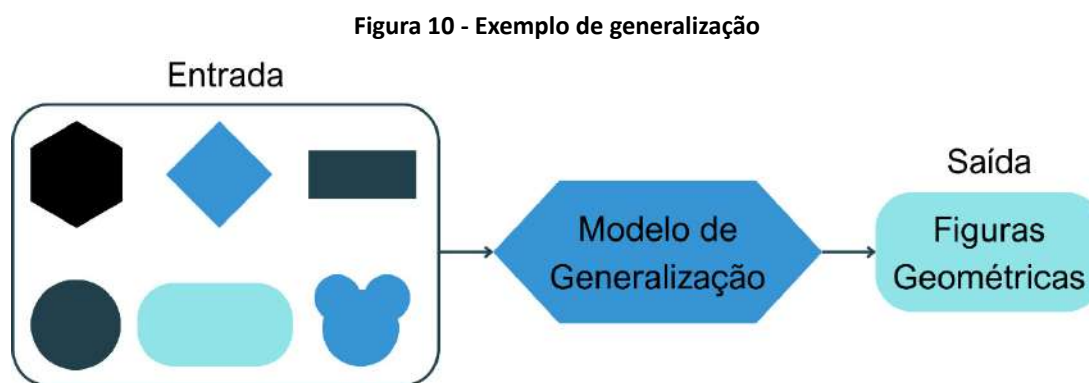 Figura 10 - Exemplo de generalização
Entrada
Modelo de
Generalização
Saída
Figuras
Geométricas